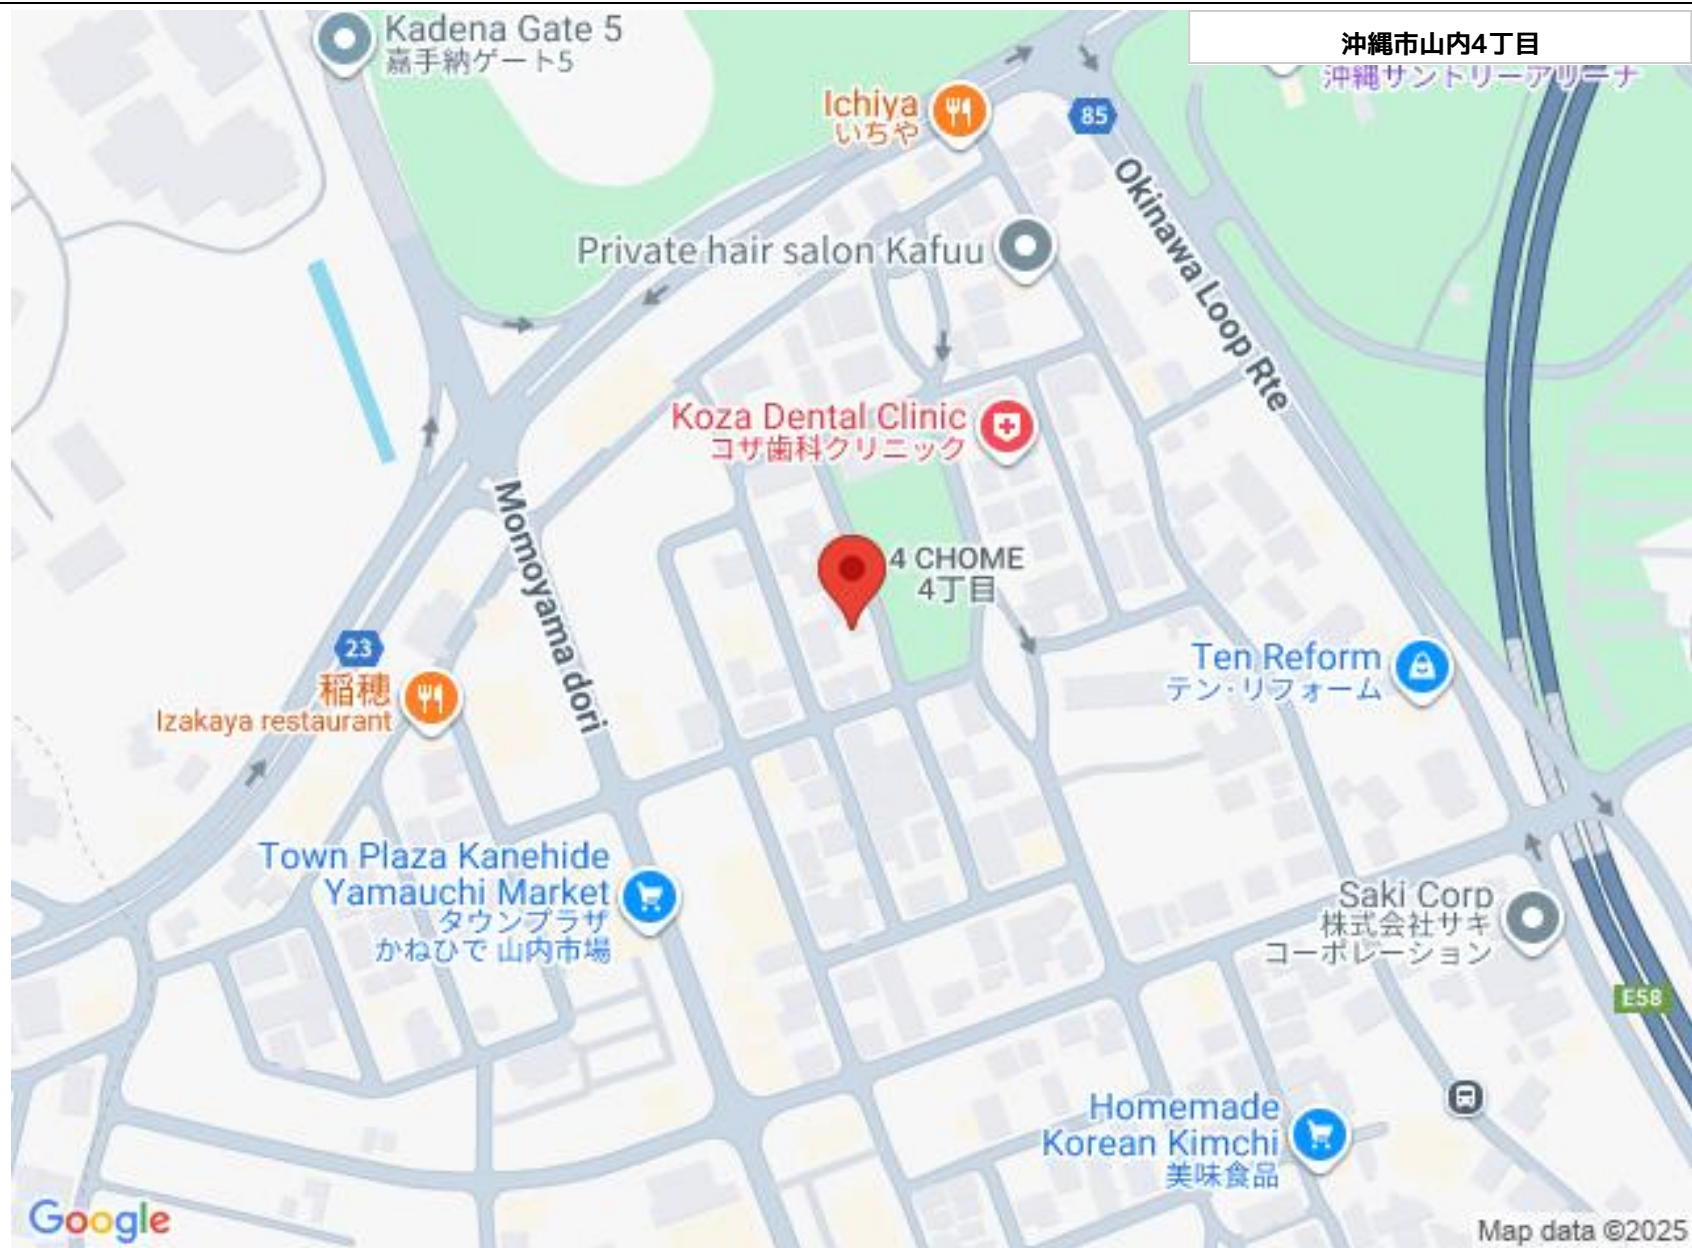 沖縄市山内4丁目
Kadena Gate 5
嘉手納ゲート5
沖縄サントリーアリーナ
Ichiya
いちや
85
Okinawa Loop Rte
Private hair salon Kafuu
Koza Dental Clinic
コザ歯科クリニック
Momoyama dori
4 CHOME
4丁目
23
稲穂
Izakaya restaurant
Ten Reform
テン・リフォーム
Town Plaza Kanehide
Yamauchi Market
タウンプラザ
かねひで 山内市場
Saki Corp
株式会社サキ
コーポレーション
E58
Homemade
Korean Kimchi
美味食品
Google
Map data ©2025